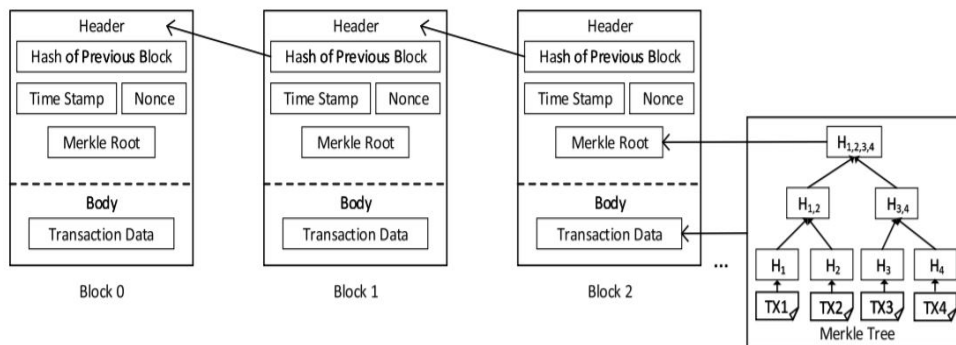 Header
Hash of Previous Block
Time Stamp
Nonce
Merkle Root
Body
Transaction Data
Block 0
Header
Hash of Previous Block
Time Stamp
Nonce
Merkle Root
Body
Transaction Data
Block 1
Header
Hash of Previous Block
Time Stamp
Nonce
Merkle Root
Body
Transaction Data
Block 2
...
H1,2,3,4
H1,2
H3,4
H1
H2
H3
H4
TX1
TX2
TX3
TX4
Merkle Tree